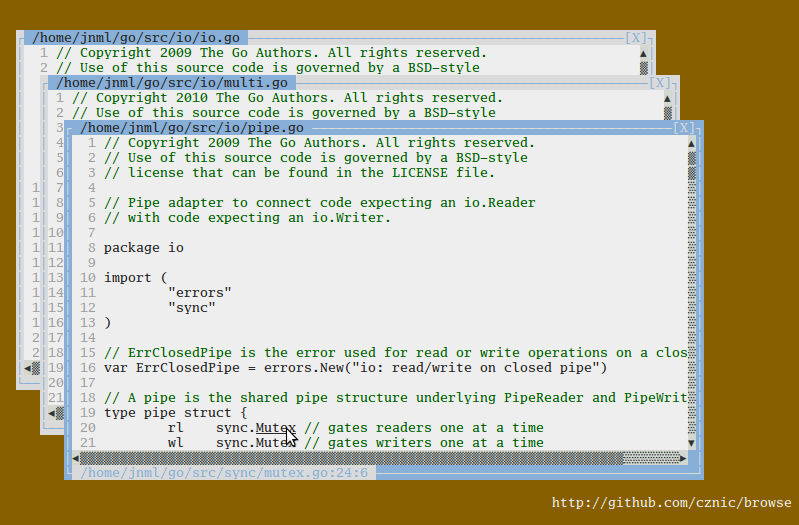 /home/jnml/go/src/io/io.go [X]
1 // Copyright 2009 The Go Authors. All rights reserved.
2 // Use of this source code is governed by a BSD-style
/home/jnml/go/src/io/multi.go [X]
1 // Copyright 2010 The Go Authors. All rights reserved.
2 // Use of this source code is governed by a BSD-style
/home/jnml/go/src/io/pipe.go [X]
1 // Copyright 2009 The Go Authors. All rights reserved.
2 // Use of this source code is governed by a BSD-style
3 // license that can be found in the LICENSE file.
4
5 // Pipe adapter to connect code expecting an io.Reader
6 // with code expecting an io.Writer.
7
8 package io
9
10 import (
11 "errors"
12 "sync"
13 )
14
15 // ErrClosedPipe is the error used for read or write operations on a clos
16 var ErrClosedPipe = errors.New("io: read/write on closed pipe")
17
18 // A pipe is the shared pipe structure underlying PipeReader and PipeWrit
19 type pipe struct {
20 rl sync.Mutex // gates readers one at a time
21 wl sync.Mutex // gates writers one at a time
/home/jnml/go/src/sync/mutex.go:24:6
http://github.com/cznic/browse